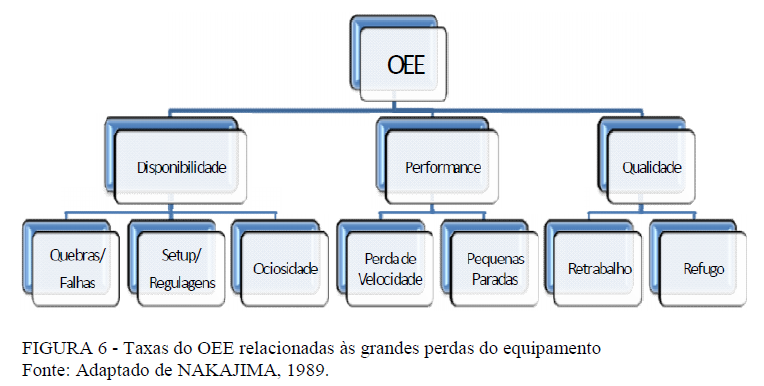 OEE
Disponibilidade
Performance
Qualidade
Quebras/
Falhas
Setup/
Regulagens
Ociosidade
Perda de
Velocidade
Pequenas
Paradas
Retrabalho
Refugo
FIGURA 6 - Taxas do OEE relacionadas às grandes perdas do equipamento
Fonte: Adaptado de NAKAJIMA, 1989.